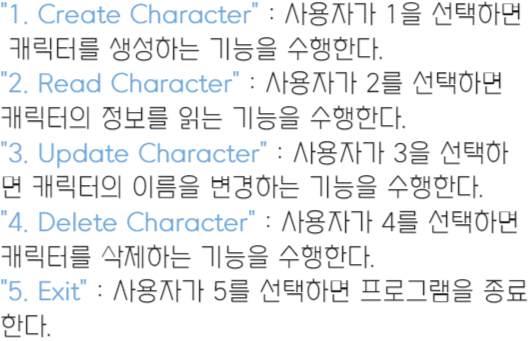 "1. Create Character" : 사용자가 1을 선택하면
캐릭터를 생성하는 기능을 수행한다.
"2. Read Character" : 사용자가 2를 선택하면
캐릭터의 정보를 읽는 기능을 수행한다.
"3. Update Character" : 사용자가 3을 선택하
면 캐릭터의 이름을 변경하는 기능을 수행한다.
"4. Delete Character" : 사용자가 4를 선택하면
캐릭터를 삭제하는 기능을 수행한다.
"5. Exit" : 사용자가 5를 선택하면 프로그램을 종료
한다.